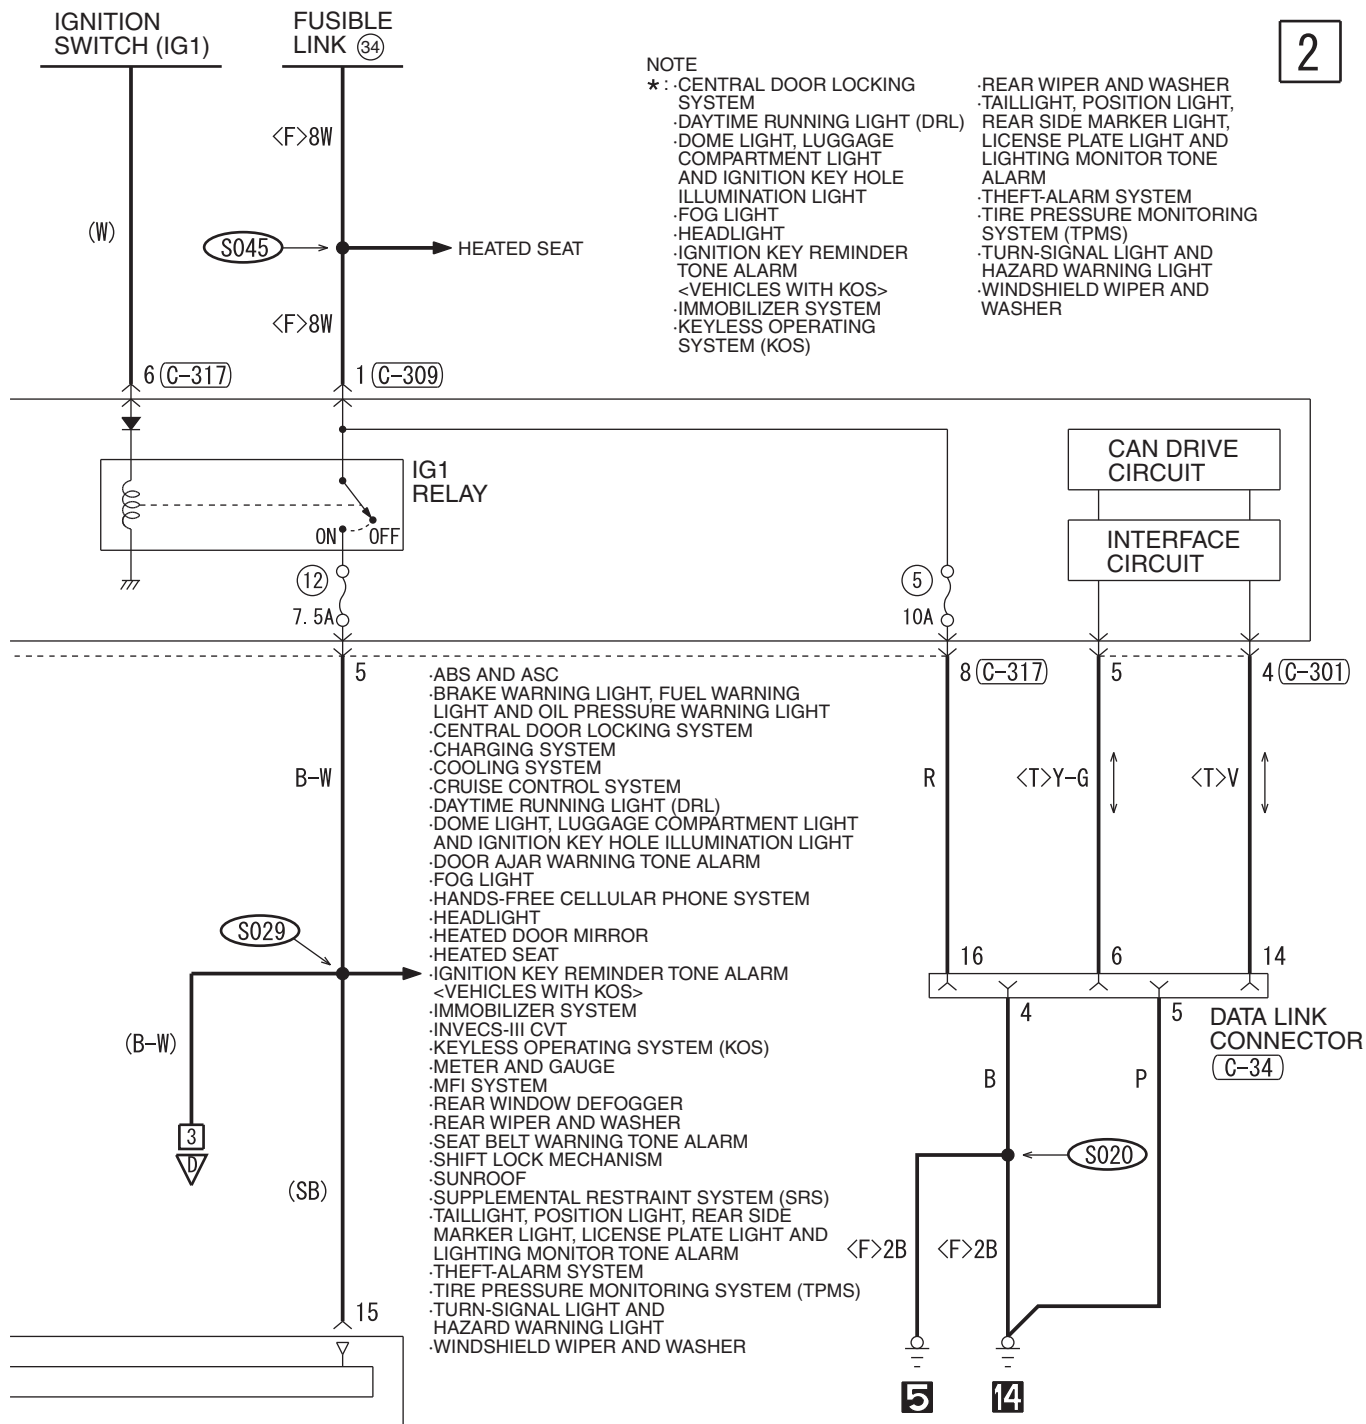 IGNITION
SWITCH (IG1)
FUSIBLE
LINK 34
2
NOTE
*: ·CENTRAL DOOR LOCKING
SYSTEM
·DAYTIME RUNNING LIGHT (DRL)
·DOME LIGHT, LUGGAGE
COMPARTMENT LIGHT
AND IGNITION KEY HOLE
ILLUMINATION LIGHT
·FOG LIGHT
·HEADLIGHT
·IGNITION KEY REMINDER
TONE ALARM
<VEHICLES WITH KOS>
·IMMOBILIZER SYSTEM
·KEYLESS OPERATING
SYSTEM (KOS)
·REAR WIPER AND WASHER
·TAILLIGHT, POSITION LIGHT,
REAR SIDE MARKER LIGHT,
LICENSE PLATE LIGHT AND
LIGHTING MONITOR TONE
ALARM
·THEFT-ALARM SYSTEM
·TIRE PRESSURE MONITORING
SYSTEM (TPMS)
·TURN-SIGNAL LIGHT AND
HAZARD WARNING LIGHT
·WINDSHIELD WIPER AND
WASHER
<F>8W
(W)
S045
HEATED SEAT
<F>8W
6 (C-317)
1 (C-309)
IG1
RELAY
ON
OFF
CAN DRIVE
CIRCUIT
INTERFACE
CIRCUIT
12
7.5A
5
10A
5
8 (C-317)
5
4 (C-301)
·ABS AND ASC
·BRAKE WARNING LIGHT, FUEL WARNING
LIGHT AND OIL PRESSURE WARNING LIGHT
·CENTRAL DOOR LOCKING SYSTEM
·CHARGING SYSTEM
·COOLING SYSTEM
·CRUISE CONTROL SYSTEM
·DAYTIME RUNNING LIGHT (DRL)
·DOME LIGHT, LUGGAGE COMPARTMENT LIGHT
AND IGNITION KEY HOLE ILLUMINATION LIGHT
·DOOR AJAR WARNING TONE ALARM
·FOG LIGHT
·HANDS-FREE CELLULAR PHONE SYSTEM
·HEADLIGHT
·HEATED DOOR MIRROR
·HEATED SEAT
·IGNITION KEY REMINDER TONE ALARM
<VEHICLES WITH KOS>
·IMMOBILIZER SYSTEM
·INVECS-III CVT
·KEYLESS OPERATING SYSTEM (KOS)
·METER AND GAUGE
·MFI SYSTEM
·REAR WINDOW DEFOGGER
·REAR WIPER AND WASHER
·SEAT BELT WARNING TONE ALARM
·SHIFT LOCK MECHANISM
·SUNROOF
·SUPPLEMENTAL RESTRAINT SYSTEM (SRS)
·TAILLIGHT, POSITION LIGHT, REAR SIDE
MARKER LIGHT, LICENSE PLATE LIGHT AND
LIGHTING MONITOR TONE ALARM
·THEFT-ALARM SYSTEM
·TIRE PRESSURE MONITORING SYSTEM (TPMS)
·TURN-SIGNAL LIGHT AND
HAZARD WARNING LIGHT
·WINDSHIELD WIPER AND WASHER
B-W
R
<T>Y-G
<T>V
S029
(B-W)
3
D
(SB)
15
16
6
14
4
5
DATA LINK
CONNECTOR
(C-34)
B
P
S020
<F>2B
<F>2B
5
14